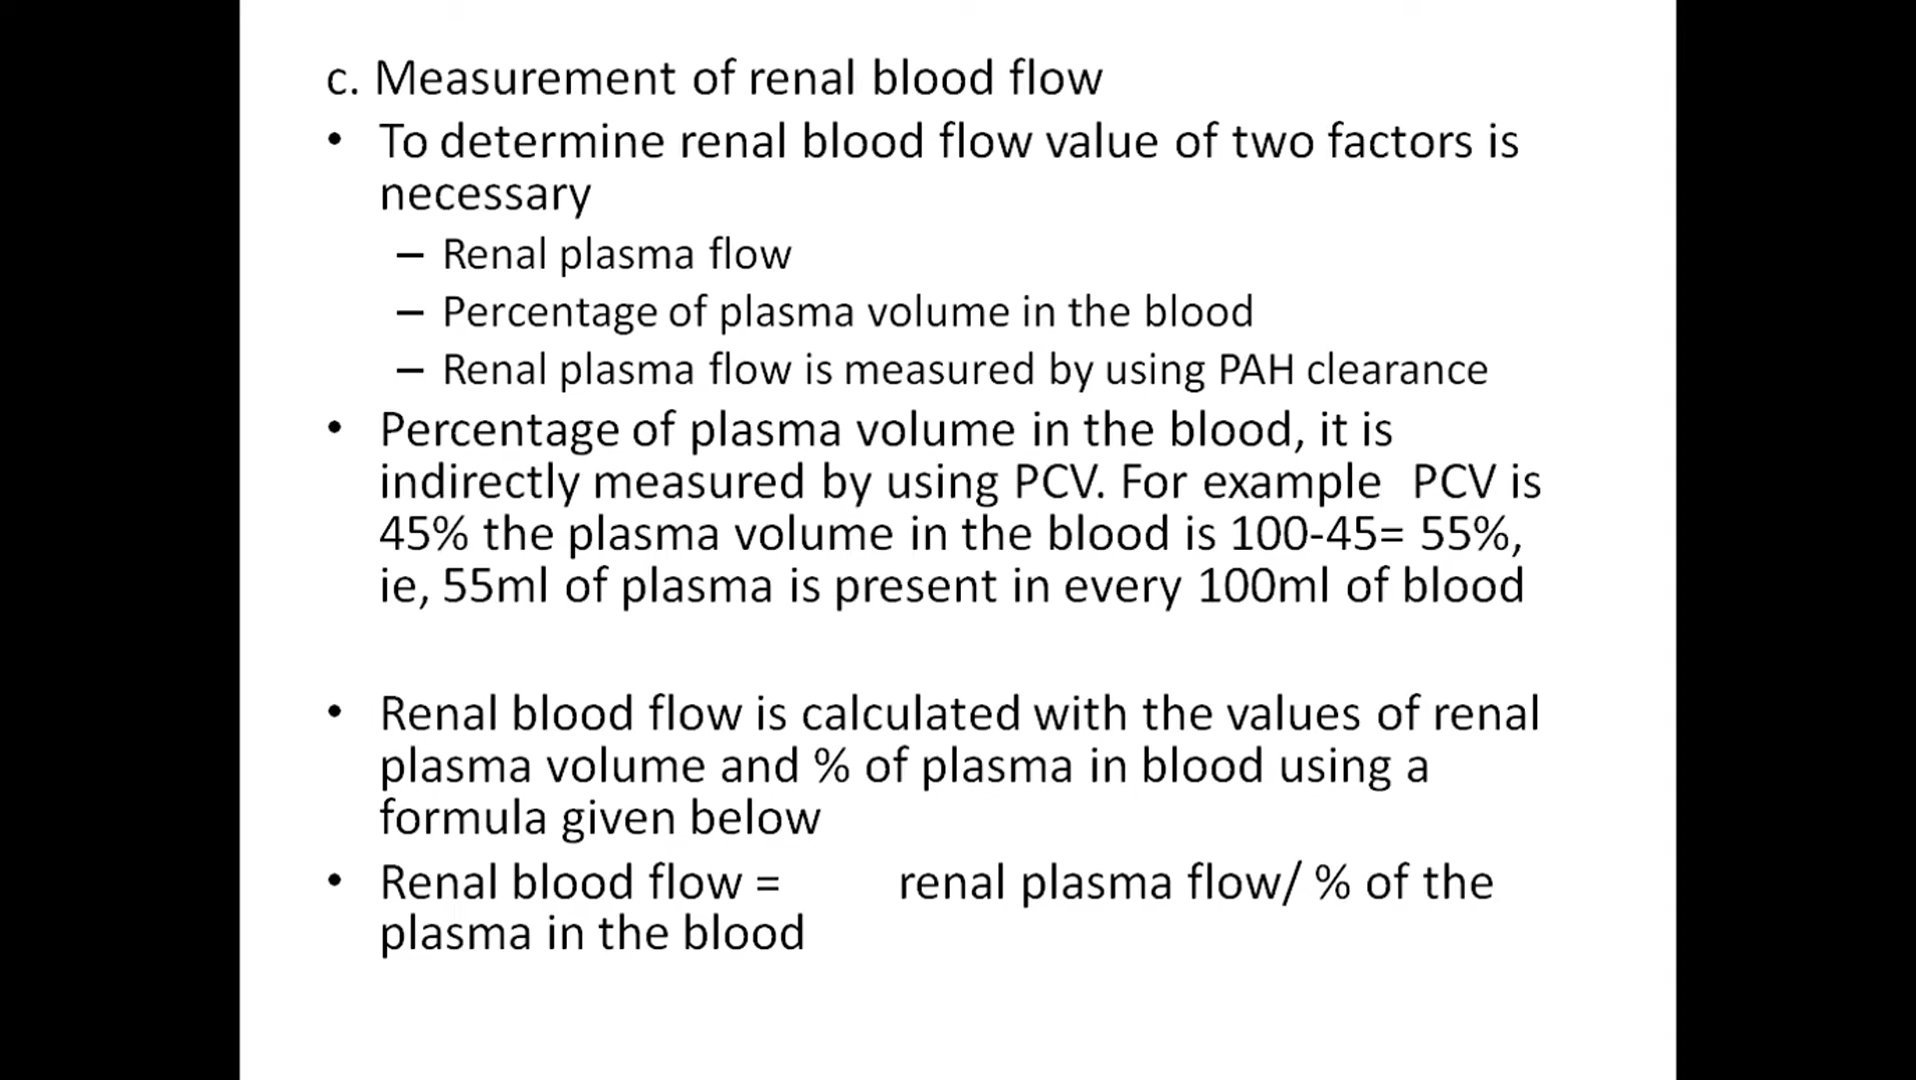 c. Measurement of renal blood flow
• To determine renal blood flow value of two factors is
necessary
– Renal plasma flow
– Percentage of plasma volume in the blood
– Renal plasma flow is measured by using PAH clearance
• Percentage of plasma volume in the blood, it is
indirectly measured by using PCV. For example PCV is
45% the plasma volume in the blood is 100-45= 55%,
ie, 55ml of plasma is present in every 100ml of blood
• Renal blood flow is calculated with the values of renal
plasma volume and % of plasma in blood using a
formula given below
• Renal blood flow = renal plasma flow/ % of the
plasma in the blood